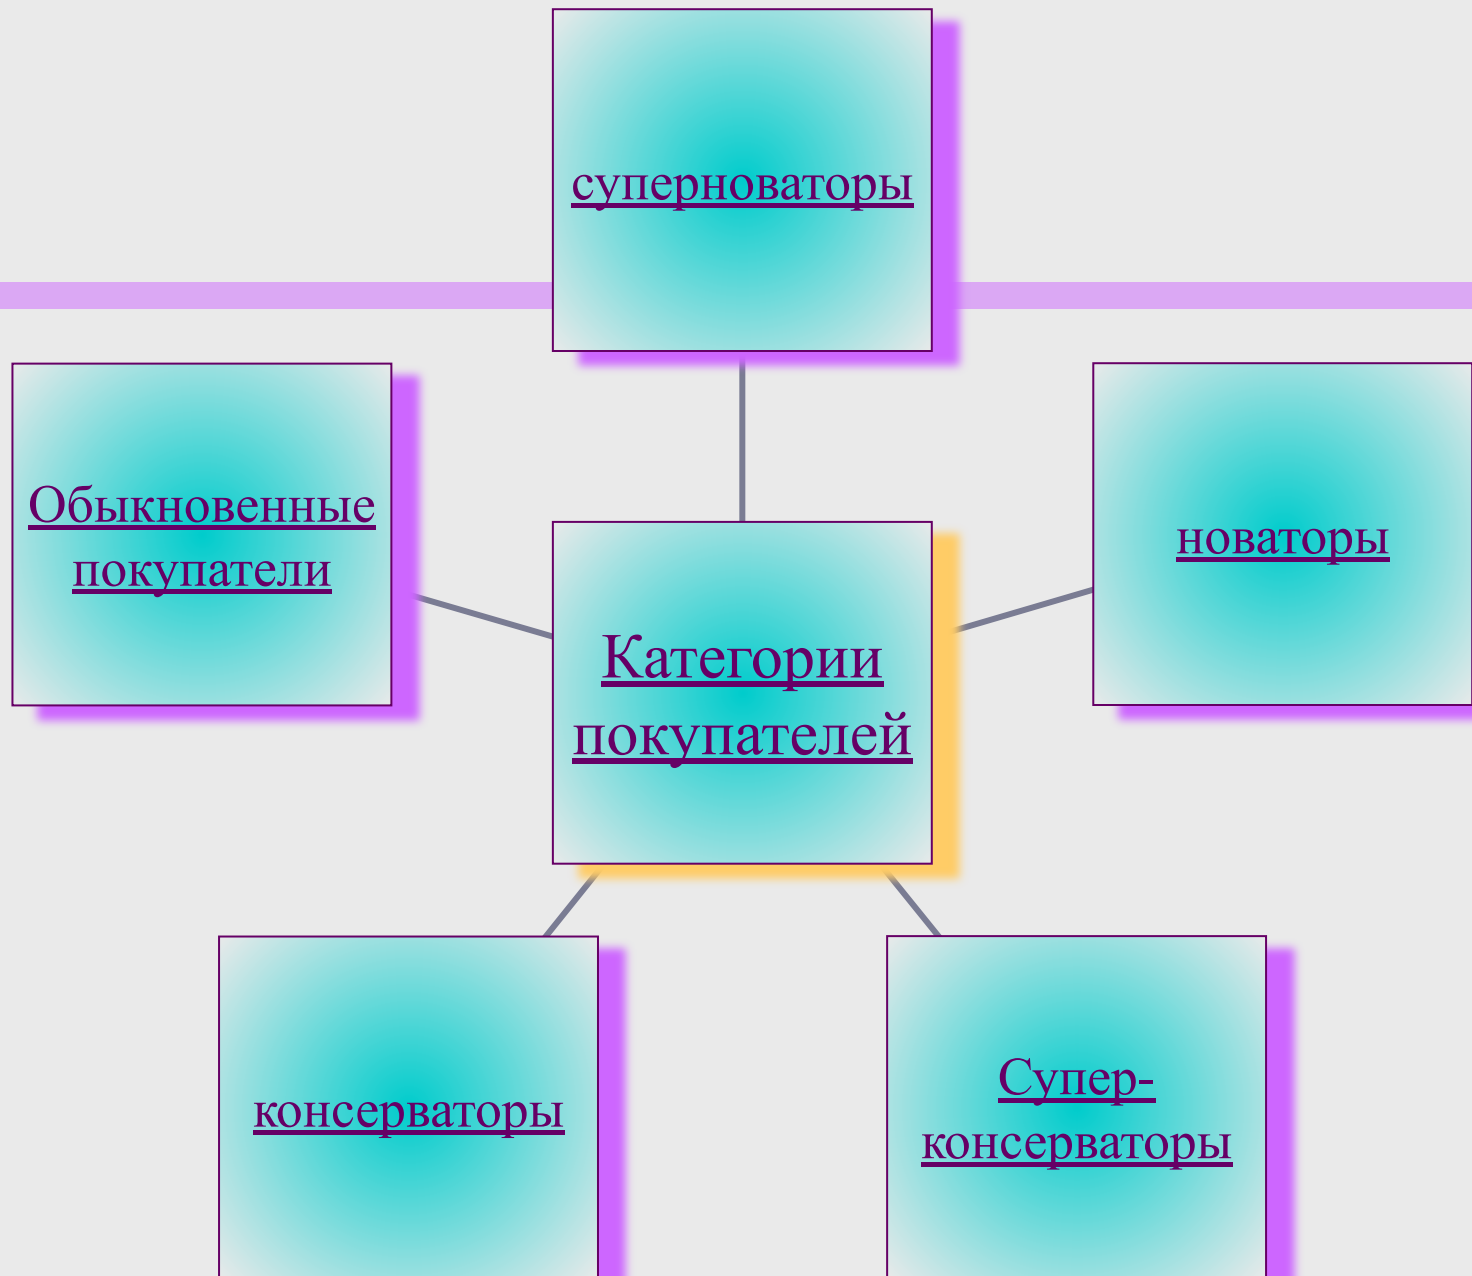 суперноваторы
Обыкновенные
покупатели
новаторы
Категории
покупателей
консерваторы
Супер-
консерваторы